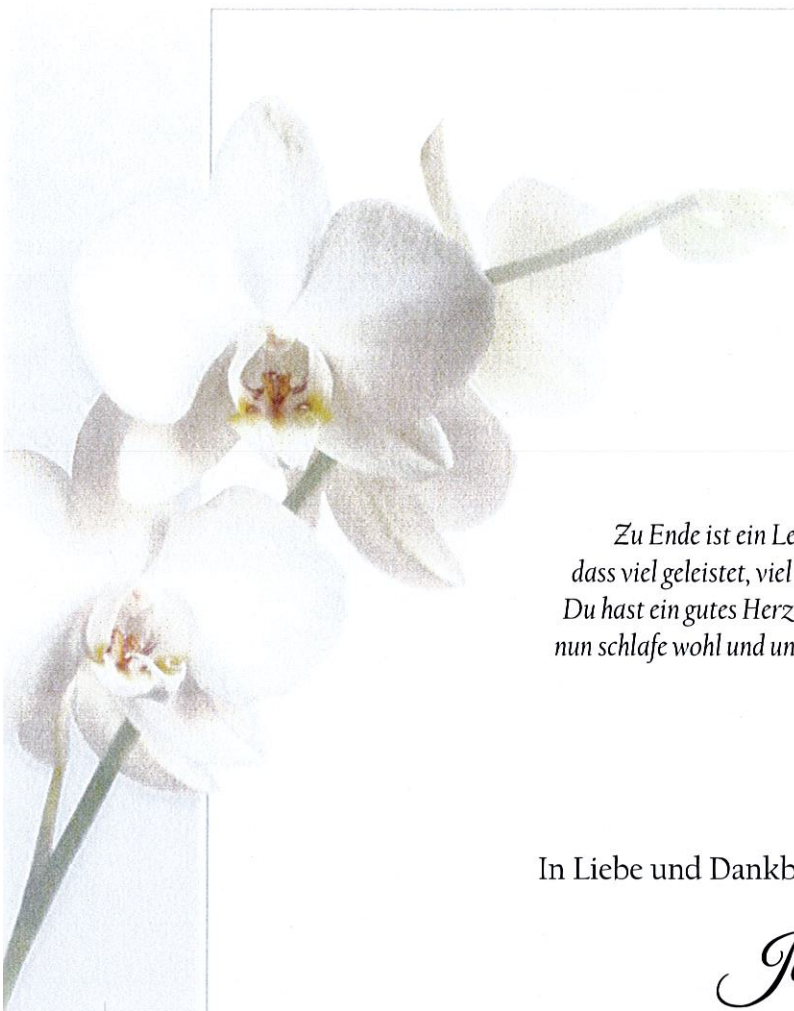 Zu Ende ist ein Le
dass viel geleistet, viel
Du hast ein gutes Herz
nun schlafe wohl und un
In Liebe und Dankb